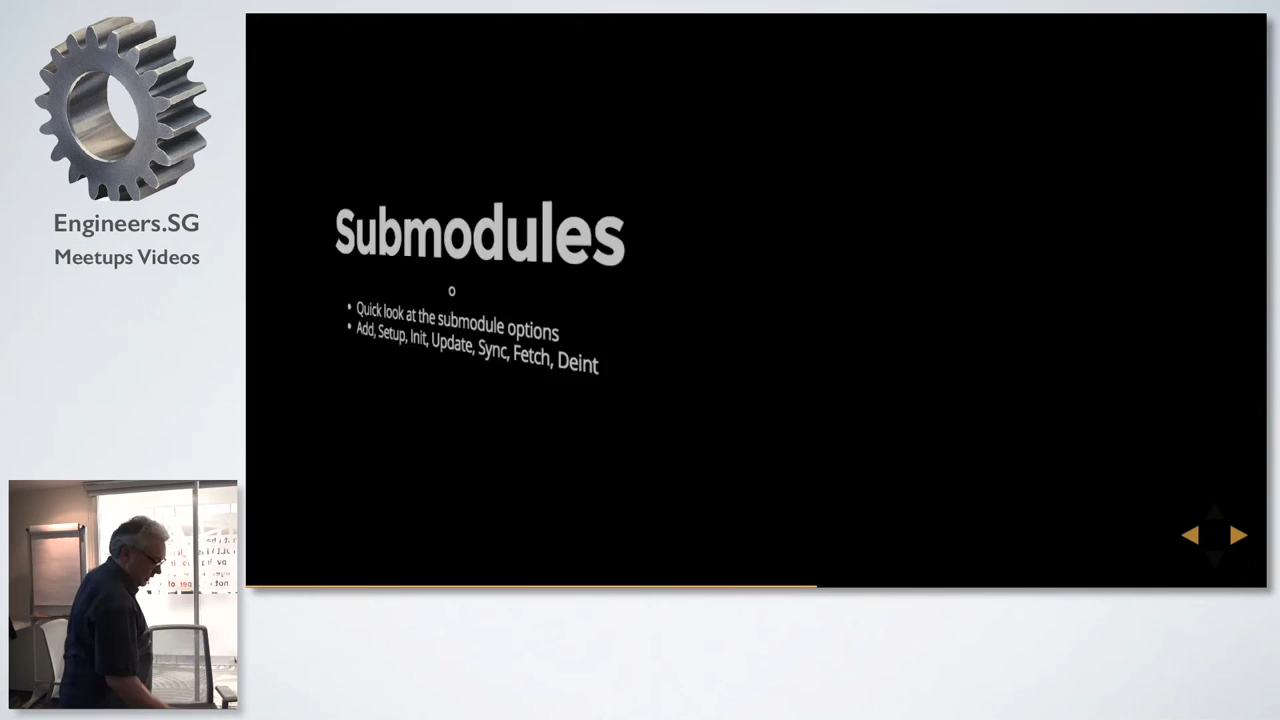 Engineers.SG
Meetups Videos
Submodules
• Quick look at the submodule options
• Add, Setup, Init, Update, Sync, Fetch, Deint